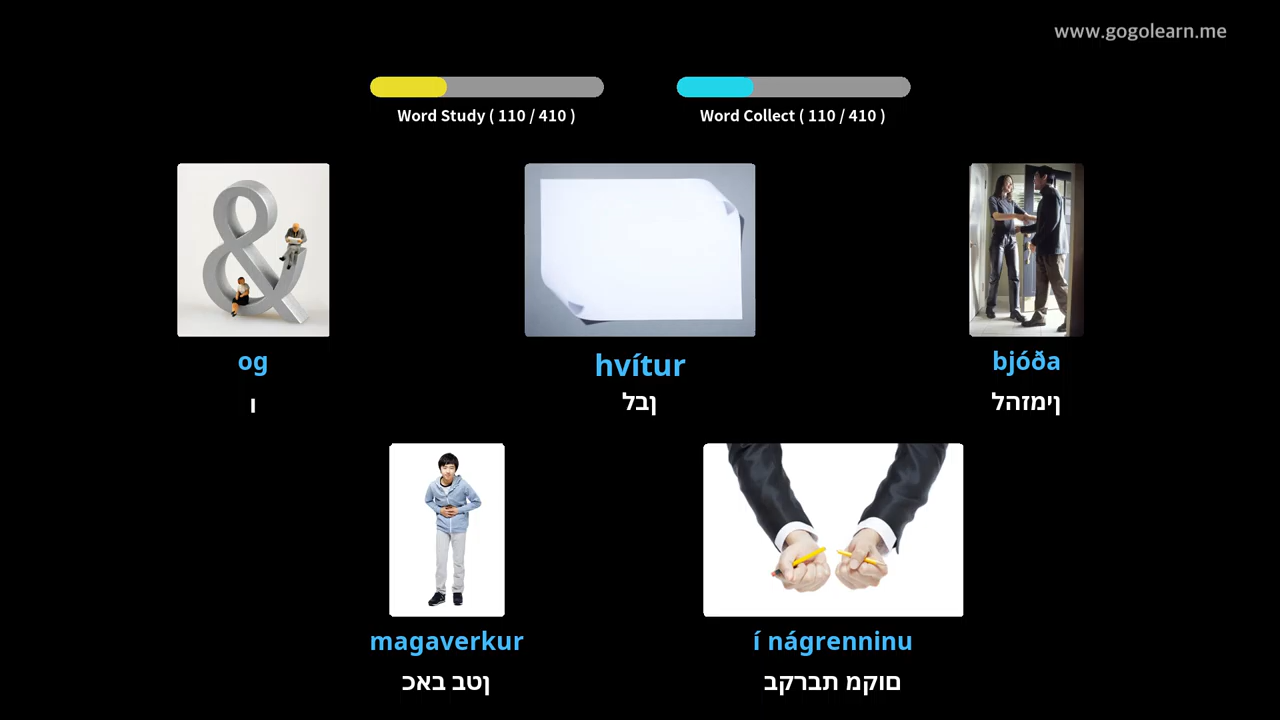 www.gogolearn.me
Word Study ( 110 / 410 )
Word Collect ( 110 / 410 )
og
ו
hvítur
ןבל
bjóða
ןימזהל
magaverkur
ןטב באכ
í nágrenninu
םוקמ תברקב